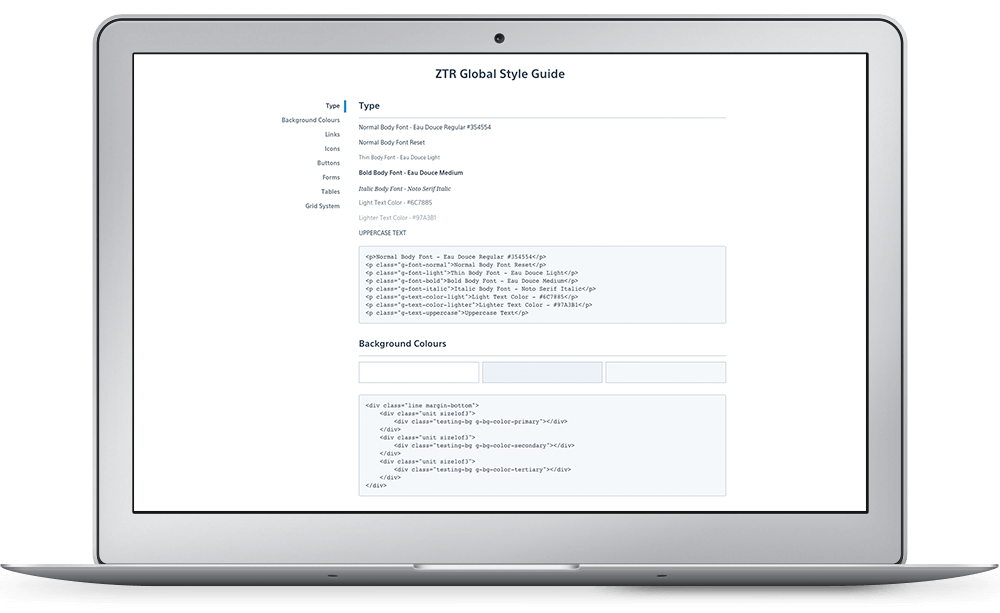 ZTR Global Style Guide
Type
Background Colours
Links
Icons
Buttons
Forms
Tables
Grid System
Type
Normal Body Font - Eau Douce Regular #354554
Normal Body Font Reset
Thin Body Font - Eau Douce Light
Bold Body Font - Eau Douce Medium
Italic Body Font - Noto Serif Italic
Light Text Color - #6C7885
Lighter Text Color - #97A3B1
UPPERCASE TEXT
<p>Normal Body Font - Eau Douce Regular #354554</p>
<p class="g-font-normal">Normal Body Font Reset</p>
<p class="g-font-light">Thin Body Font - Eau Douce Light</p>
<p class="g-font-bold">Bold Body Font - Eau Douce Medium</p>
<p class="g-font-italic">Italic Body Font - Noto Serif Italic</p>
<p class="g-text-color-light">Light Text Color - #6C7885</p>
<p class="g-text-color-lighter">Lighter Text Color - #97A3B1</p>
<p class="g-text-uppercase">Uppercase Text</p>
Background Colours
<div class="line margin-bottom">
<div class="unit size1of3">
<div class="testing-bg g-bg-color-primary"></div>
</div>
<div class="unit size1of3">
<div class="testing-bg g-bg-color-secondary"></div>
</div>
<div class="unit size1of3">
<div class="testing-bg g-bg-color-tertiary"></div>
</div>
</div>